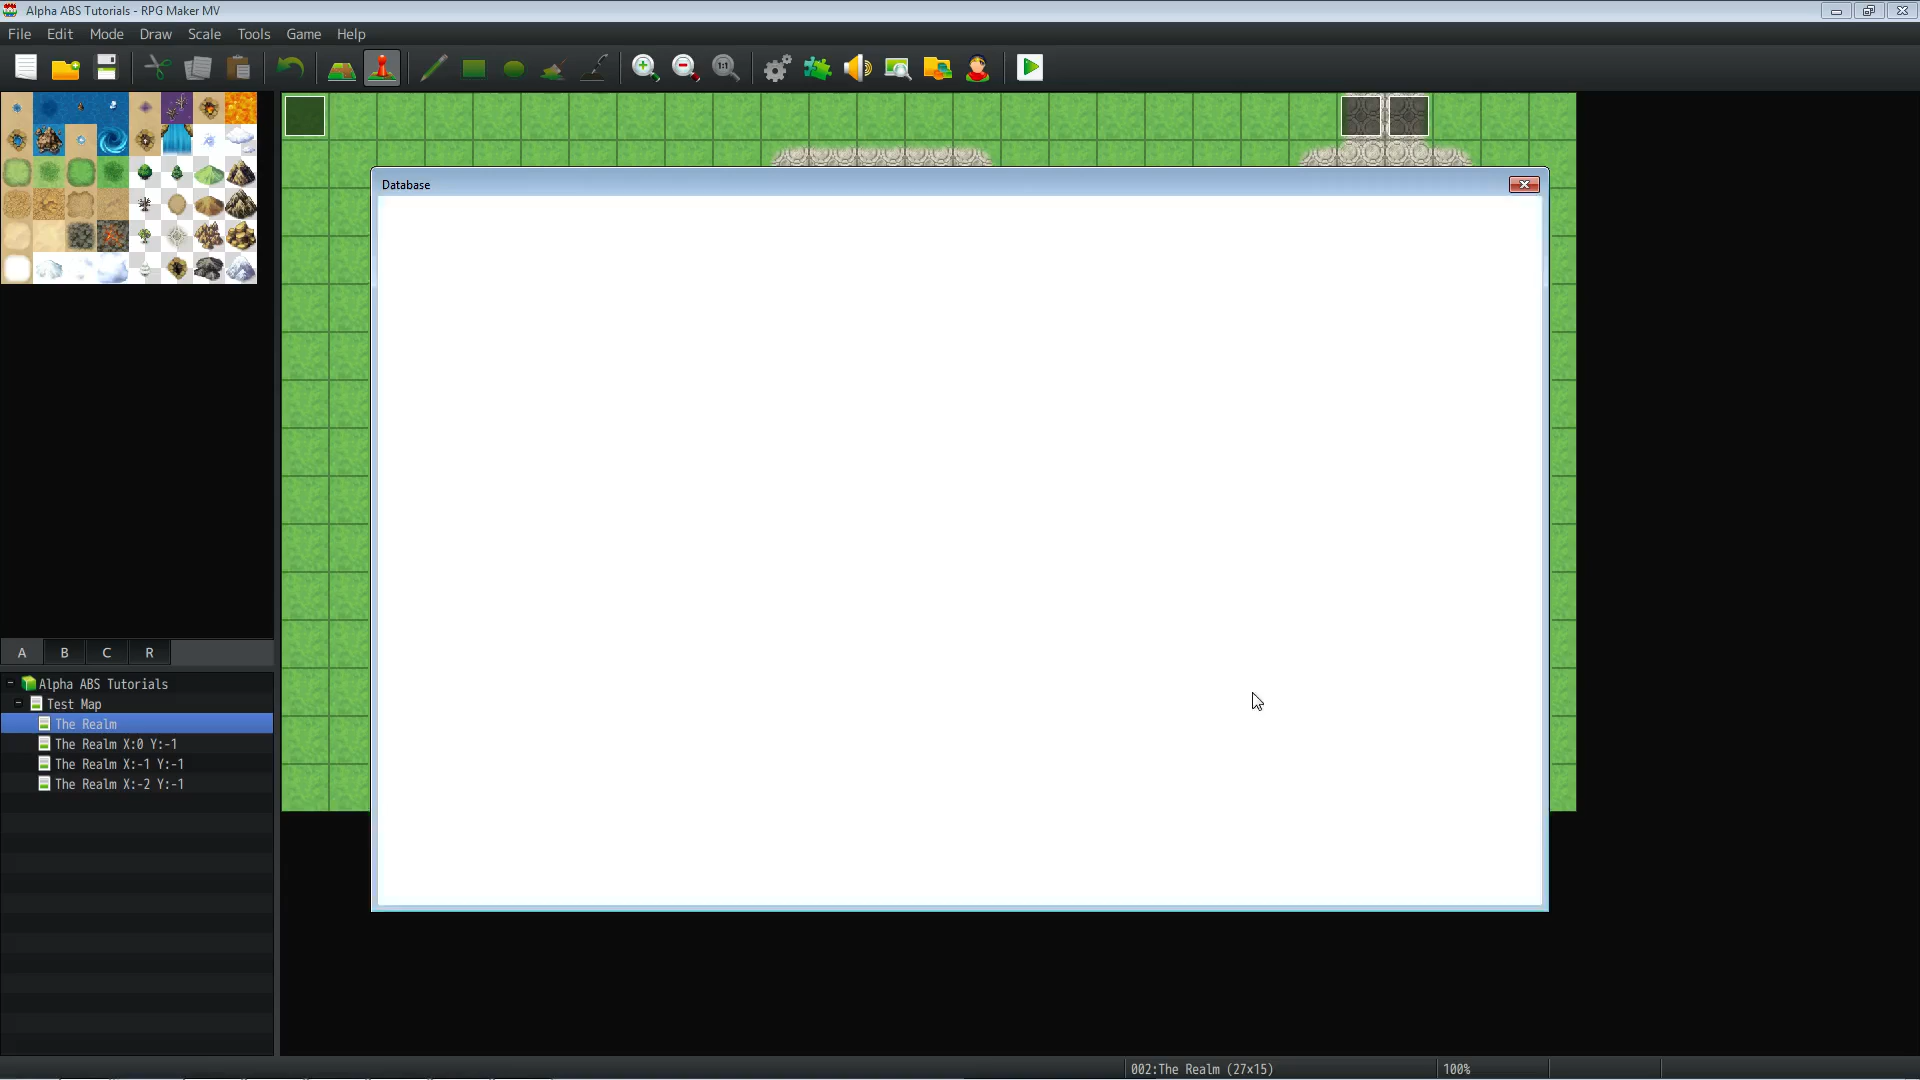 Alpha ABS Tutorials - RPG Maker MV
File Edit Mode Draw Scale Tools Game Help
1:1
Database
A B C R
Alpha ABS Tutorials
Test Map
The Realm
The Realm X:0 Y:-1
The Realm X:-1 Y:-1
The Realm X:-2 Y:-1
002:The Realm (27x15) 100%